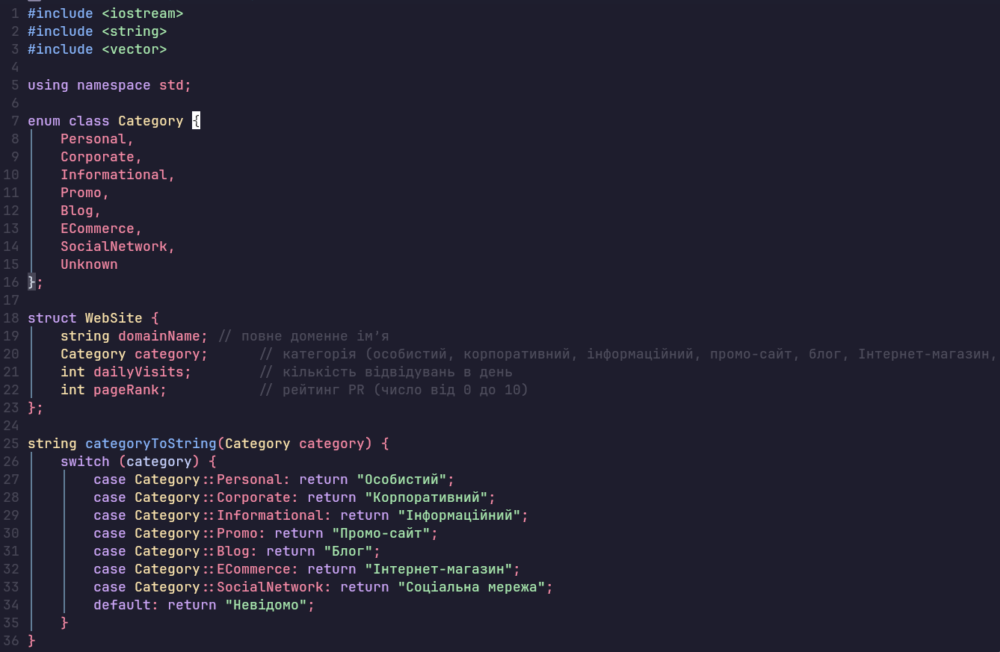 1 #include <iostream>
2 #include <string>
3 #include <vector>
4
5 using namespace std;
6
7 enum class Category {
8     Personal,
9     Corporate,
10     Informational,
11     Promo,
12     Blog,
13     ECommerce,
14     SocialNetwork,
15     Unknown
16 };
17
18 struct WebSite {
19     string domainName; // повне доменне ім'я
20     Category category;      // категорія (особистий, корпоративний, інформаційний, промо-сайт, блог, Інтернет-магазин,
21     int dailyVisits;        // кількість відвідувань в день
22     int pageRank;           // рейтинг PR (число від 0 до 10)
23 };
24
25 string categoryToString(Category category) {
26     switch (category) {
27         case Category::Personal: return "Особистий";
28         case Category::Corporate: return "Корпоративний";
29         case Category::Informational: return "Інформаційний";
30         case Category::Promo: return "Промо-сайт";
31         case Category::Blog: return "Блог";
32         case Category::ECommerce: return "Інтернет-магазин";
33         case Category::SocialNetwork: return "Соціальна мережа";
34         default: return "Невідомо";
35     }
36 }